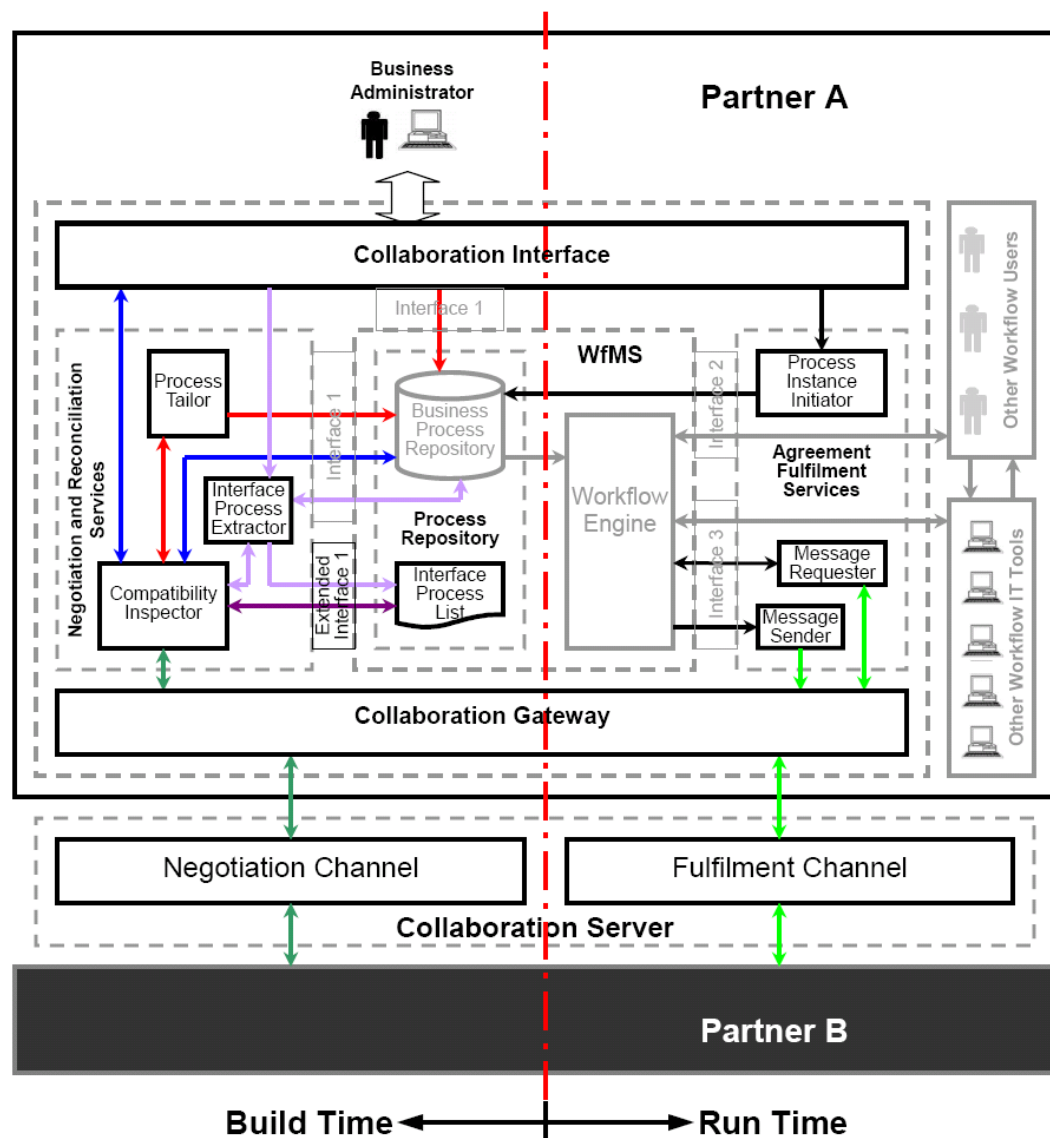 Business
Administrator
Partner A
Collaboration Interface
Interface 1
WfMS
Negotiation and Reconciliation
Services
Process
Tailor
Interface 1
Business
Process
Repository
Interface 2
Process
Instance
Initiator
Other Workflow Users
Interface
Process
Extractor
Process
Repository
Workflow
Engine
Agreement
Fulfilment
Services
Compatibility
Inspector
Extended
Interface 1
Interface
Process
List
Interface 3
Message
Requester
Message
Sender
Other Workflow IT Tools
Collaboration Gateway
Negotiation Channel
Fulfilment Channel
Collaboration Server
Partner B
Build Time
Run Time